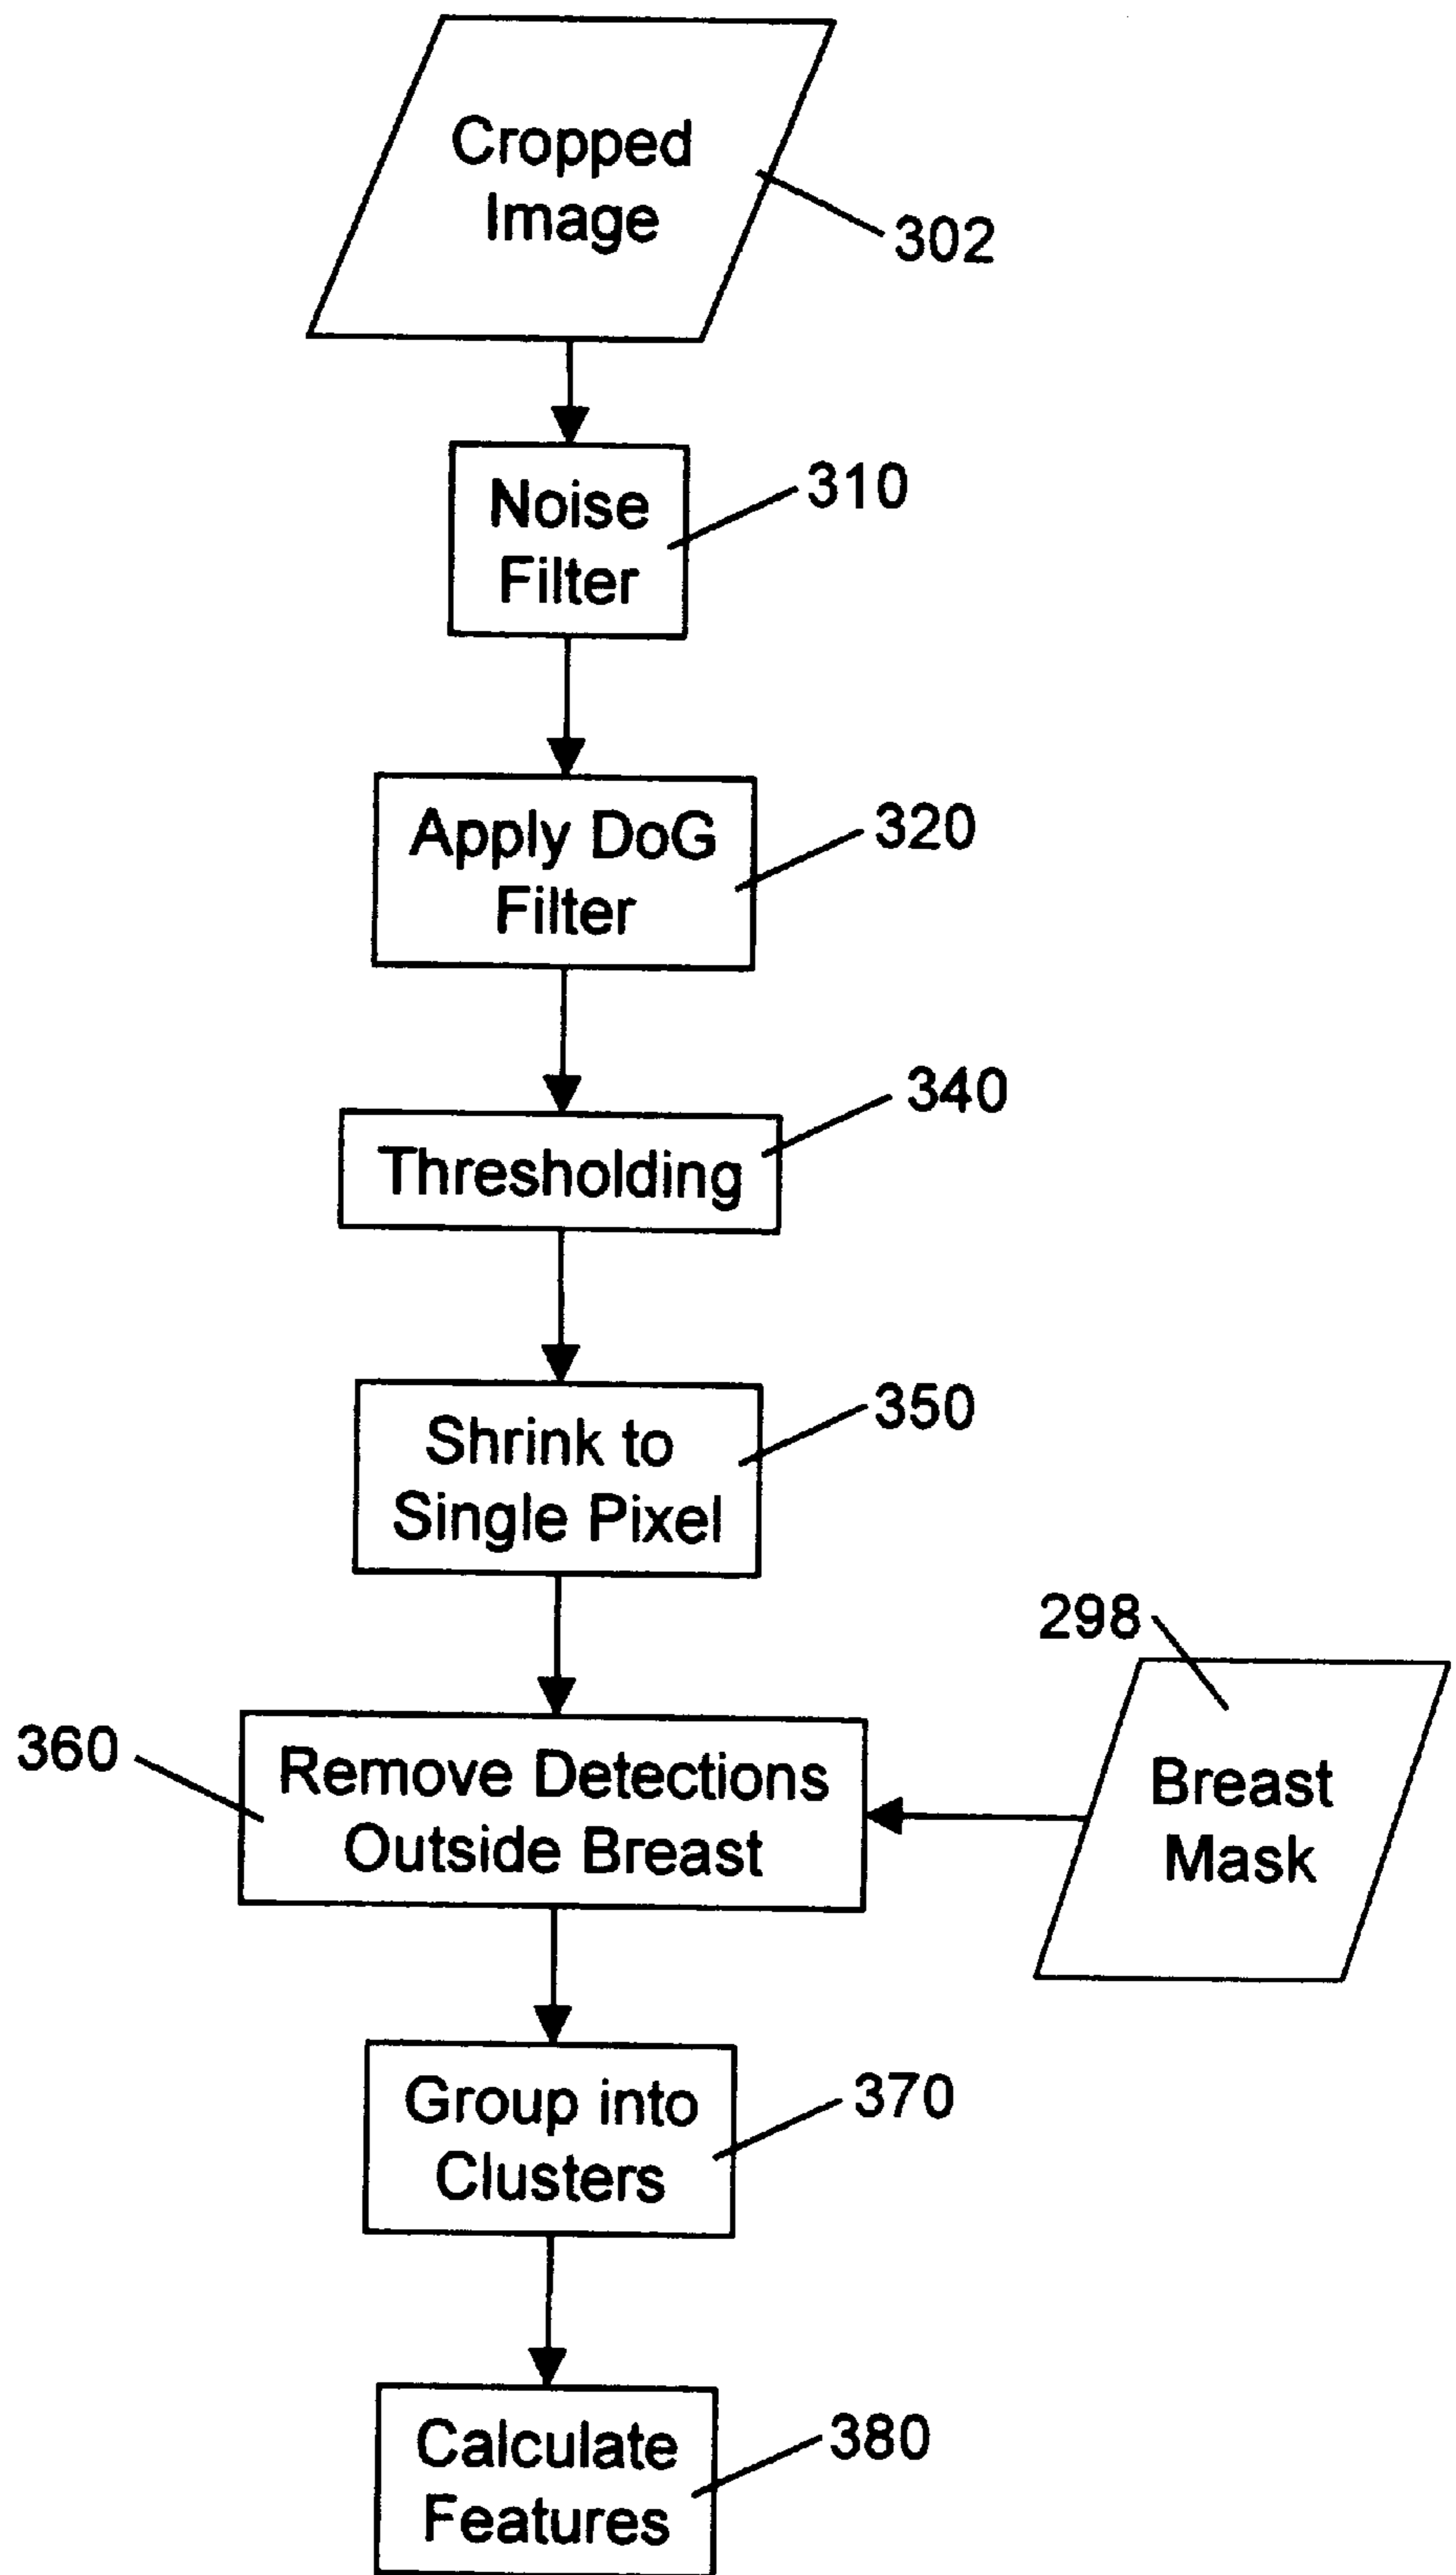 Cropped
Image
302
Noise
Filter
310
Apply DoG
Filter
320
Thresholding
340
Shrink to
Single Pixel
350
298
Breast
Mask
360
Remove Detections
Outside Breast
Group into
Clusters
370
Calculate
Features
380